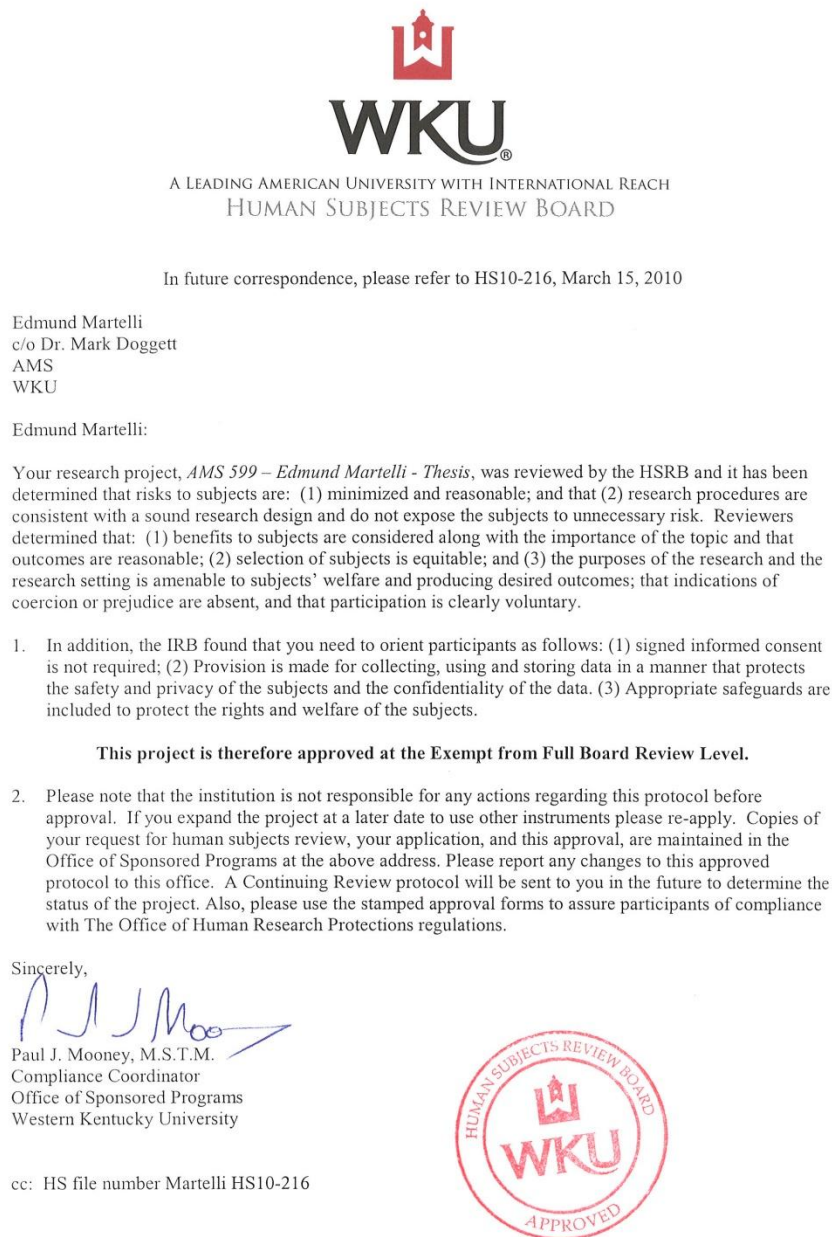 WKU®
A Leading American University with International Reach
Human Subjects Review Board
In future correspondence, please refer to HS10-216, March 15, 2010
Edmund Martelli
c/o Dr. Mark Doggett
AMS
WKU
Edmund Martelli:
Your research project, AMS 599 – Edmund Martelli - Thesis, was reviewed by the HSRB and it has been
determined that risks to subjects are: (1) minimized and reasonable; and that (2) research procedures are
consistent with a sound research design and do not expose the subjects to unnecessary risk. Reviewers
determined that: (1) benefits to subjects are considered along with the importance of the topic and that
outcomes are reasonable; (2) selection of subjects is equitable; and (3) the purposes of the research and the
research setting is amenable to subjects' welfare and producing desired outcomes; that indications of
coercion or prejudice are absent, and that participation is clearly voluntary.
1. In addition, the IRB found that you need to orient participants as follows: (1) signed informed consent
is not required; (2) Provision is made for collecting, using and storing data in a manner that protects
the safety and privacy of the subjects and the confidentiality of the data. (3) Appropriate safeguards are
included to protect the rights and welfare of the subjects.
This project is therefore approved at the Exempt from Full Board Review Level.
2. Please note that the institution is not responsible for any actions regarding this protocol before
approval. If you expand the project at a later date to use other instruments please re-apply. Copies of
your request for human subjects review, your application, and this approval, are maintained in the
Office of Sponsored Programs at the above address. Please report any changes to this approved
protocol to this office. A Continuing Review protocol will be sent to you in the future to determine the
status of the project. Also, please use the stamped approval forms to assure participants of compliance
with The Office of Human Research Protections regulations.
Sincerely,
Paul J. Mooney, M.S.T.M.
Compliance Coordinator
Office of Sponsored Programs
Western Kentucky University
HUMAN SUBJECTS REVIEW BOARD
WKU
APPROVED
cc: HS file number Martelli HS10-216